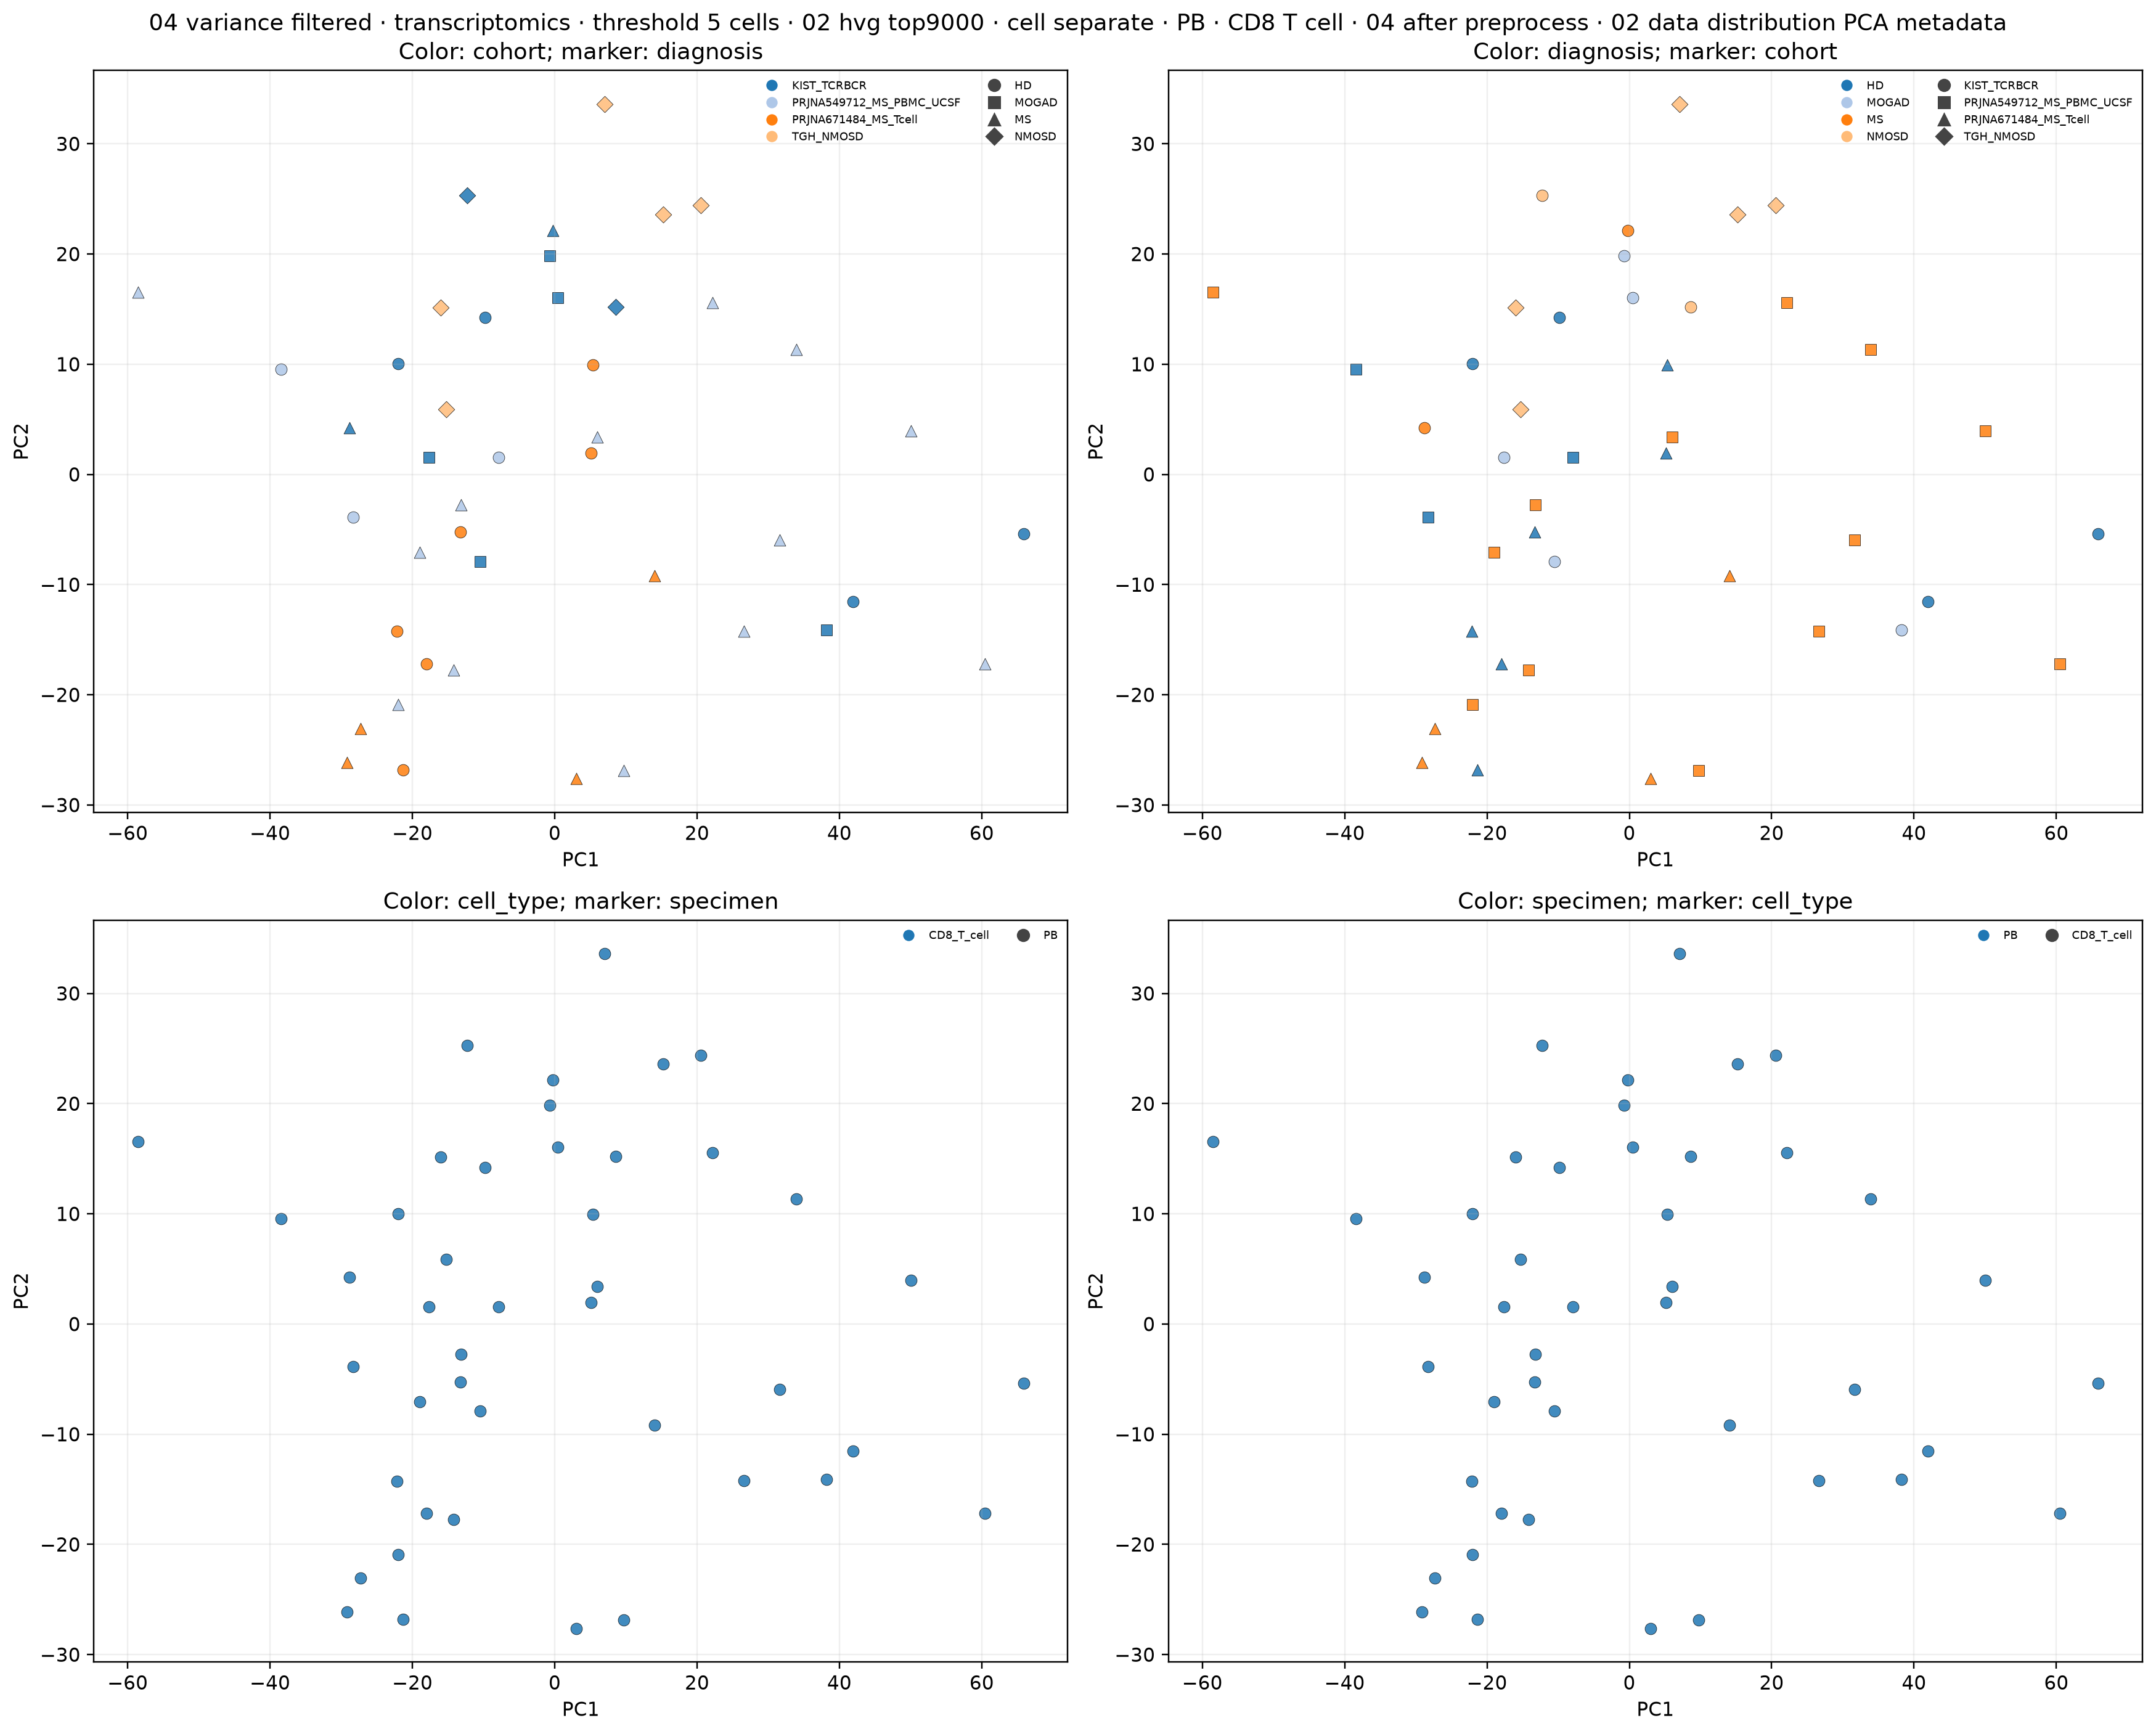 04 variance filtered · transcriptomics · threshold 5 cells · 02 hvg top9000 · cell separate · PB · CD8 T cell · 04 after preprocess · 02 data distribution PCA metadata
Color: cohort; marker: diagnosis
KIST_TCRBCR HD
PRJNA549712_MS_PBMC_UCSF MOGAD
PRJNA671484_MS_Tcell MS
TGH_NMOSD NMOSD
30
20
10
0
−10
−20
−30
PC2
−60 −40 −20 0 20 40 60
PC1
Color: diagnosis; marker: cohort
HD KIST_TCRBCR
MOGAD PRJNA549712_MS_PBMC_UCSF
MS PRJNA671484_MS_Tcell
NMOSD TGH_NMOSD
30
20
10
0
−10
−20
−30
PC2
−60 −40 −20 0 20 40 60
PC1
Color: cell_type; marker: specimen
CD8_T_cell PB
30
20
10
0
−10
−20
−30
PC2
−60 −40 −20 0 20 40 60
PC1
Color: specimen; marker: cell_type
PB CD8_T_cell
30
20
10
0
−10
−20
−30
PC2
−60 −40 −20 0 20 40 60
PC1